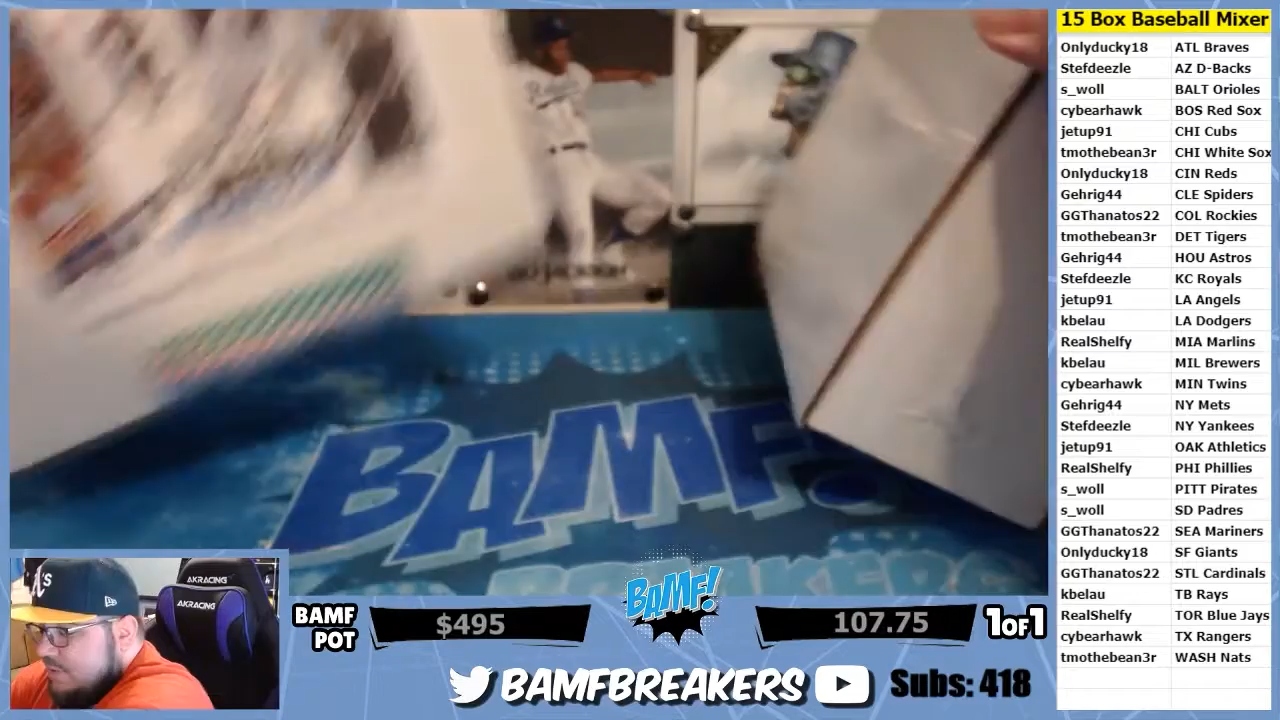 15 Box Baseball Mixer
Onlyducky18 ATL Braves
Stefdeezle AZ D-Backs
s_woll BALT Orioles
cybearhawk BOS Red Sox
jetup91 CHI Cubs
tmothebean3r CHI White Sox
Onlyducky18 CIN Reds
Gehrig44 CLE Spiders
GGThanatos22 COL Rockies
tmothebean3r DET Tigers
Gehrig44 HOU Astros
Stefdeezle KC Royals
jetup91 LA Angels
kbelau LA Dodgers
RealShelfy MIA Marlins
kbelau MIL Brewers
cybearhawk MIN Twins
Gehrig44 NY Mets
Stefdeezle NY Yankees
jetup91 OAK Athletics
RealShelfy PHI Phillies
s_woll PITT Pirates
s_woll SD Padres
GGThanatos22 SEA Mariners
Onlyducky18 SF Giants
GGThanatos22 STL Cardinals
kbelau TB Rays
RealShelfy TOR Blue Jays
cybearhawk TX Rangers
tmothebean3r WASH Nats
BAMF
A's
AKRACING
AKRACING
BAMF POT $495
BAMF!
107.75 1OF1
BAMFBREAKERS Subs: 418